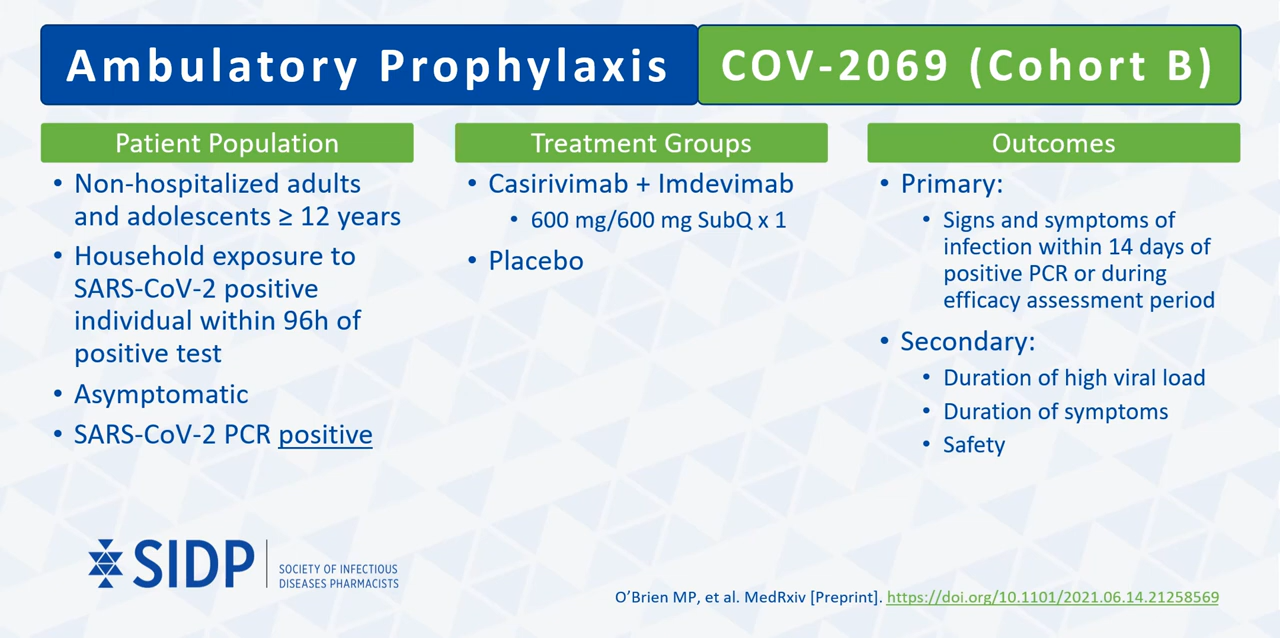 Ambulatory Prophylaxis
COV-2069 (Cohort B)
Patient Population
• Non-hospitalized adults
and adolescents ≥ 12 years
• Household exposure to
SARS-CoV-2 positive
individual within 96h of
positive test
• Asymptomatic
• SARS-CoV-2 PCR positive
Treatment Groups
• Casirivimab + Imdevimab
• 600 mg/600 mg SubQ x 1
• Placebo
Outcomes
• Primary:
• Signs and symptoms of
infection within 14 days of
positive PCR or during
efficacy assessment period
• Secondary:
• Duration of high viral load
• Duration of symptoms
• Safety
SIDP
SOCIETY OF INFECTIOUS
DISEASES PHARMACISTS
O'Brien MP, et al. MedRxiv [Preprint]. https://doi.org/10.1101/2021.06.14.21258569